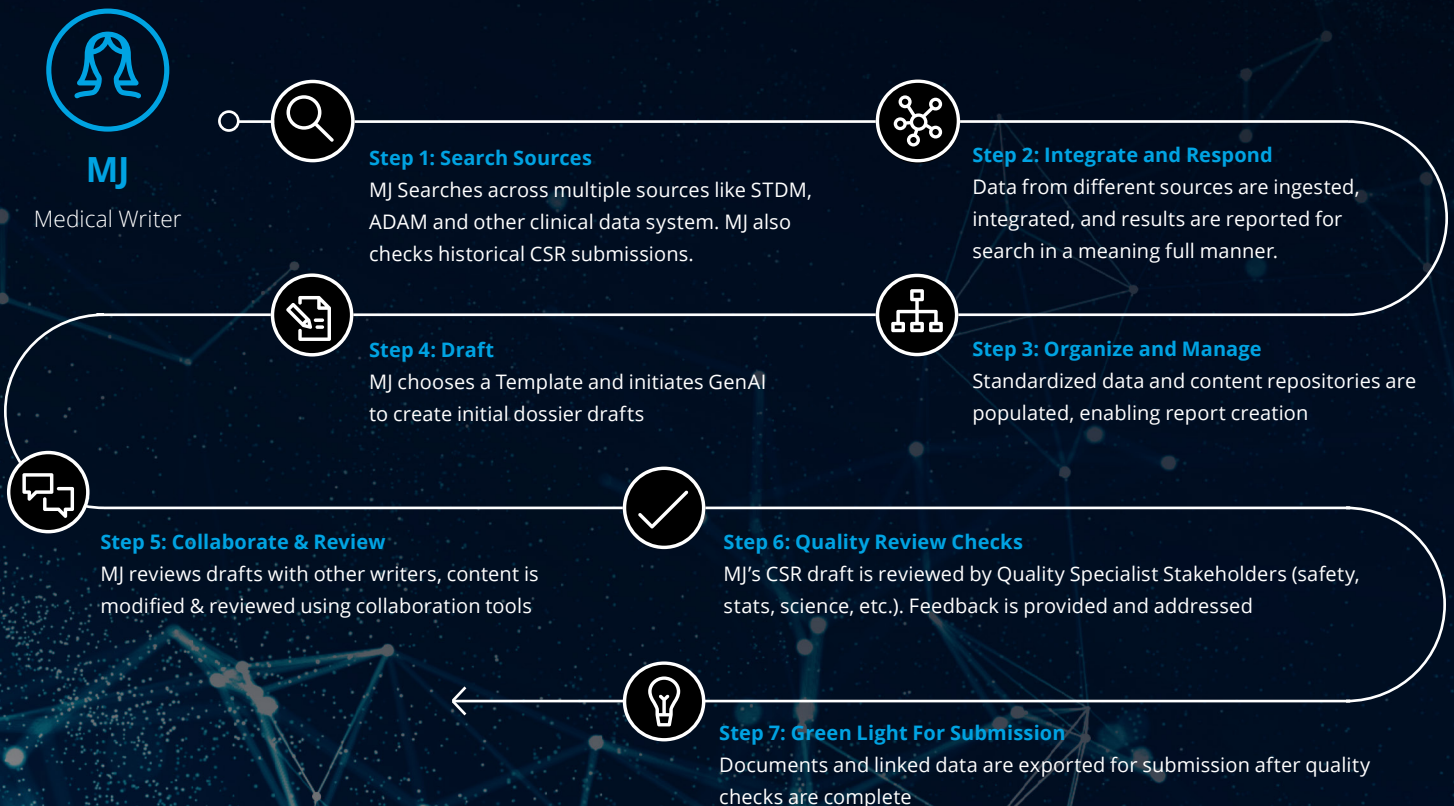 MJ
Medical Writer
Step 1: Search Sources
MJ Searches across multiple sources like STDM,
ADAM and other clinical data system. MJ also
checks historical CSR submissions.
Step 2: Integrate and Respond
Data from different sources are ingested,
integrated, and results are reported for
search in a meaning full manner.
Step 3: Organize and Manage
Standardized data and content repositories are
populated, enabling report creation
Step 4: Draft
MJ chooses a Template and initiates GenAI
to create initial dossier drafts
Step 5: Collaborate & Review
MJ reviews drafts with other writers, content is
modified & reviewed using collaboration tools
Step 6: Quality Review Checks
MJ’s CSR draft is reviewed by Quality Specialist Stakeholders (safety,
stats, science, etc.). Feedback is provided and addressed
Step 7: Green Light For Submission
Documents and linked data are exported for submission after quality
checks are complete